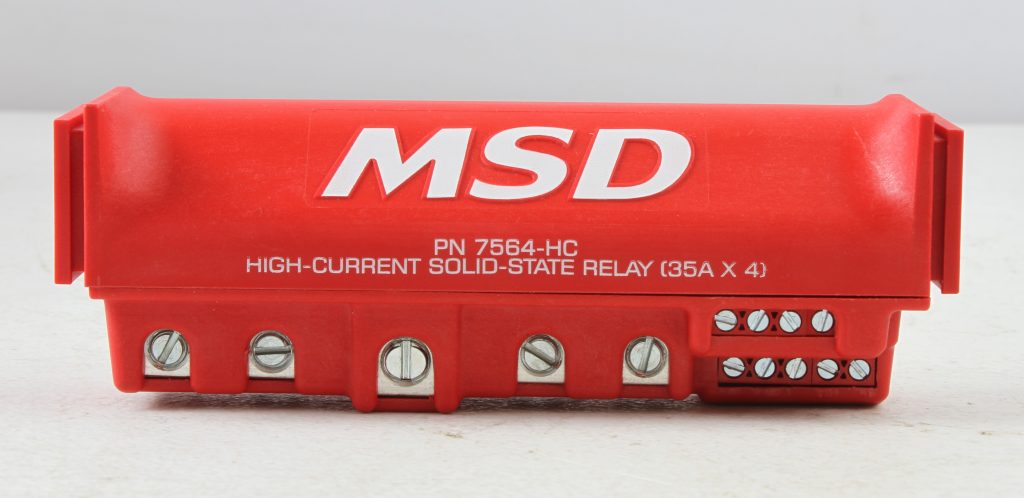 MSD
PN 7564-HC
HIGH-CURRENT SOLID-STATE RELAY (35A X 4)